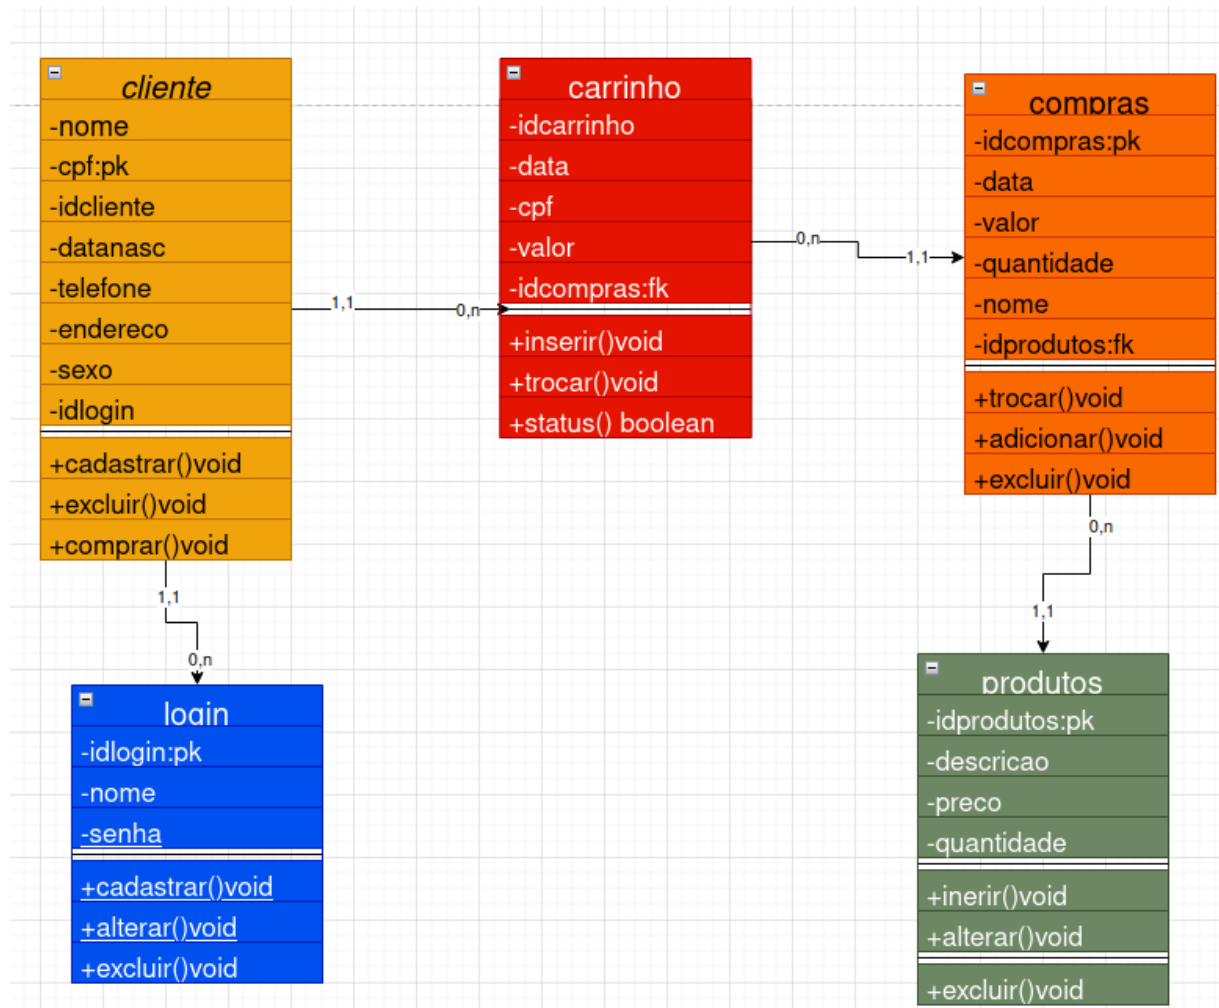 cliente
-nome
-cpf:pk
-idcliente
-datanasc
-telefone
-endereco
-sexo
-idlogin
+cadastrar()void
+excluir()void
+comprar()void
1,1
0,n
carrinho
-idcarrinho
-data
-cpf
-valor
-idcompras:fk
+inserir()void
+trocar()void
+status() boolean
0,n
1,1
compras
-idcompras:pk
-data
-valor
-quantidade
-nome
-idprodutos:fk
+trocar()void
+adicionar()void
+excluir()void
1,1
0,n
login
-idlogin:pk
-nome
-senha
+cadastrar()void
+alterar()void
+excluir()void
0,n
1,1
produtos
-idprodutos:pk
-descricao
-preco
-quantidade
+inerir()void
+alterar()void
+excluir()void